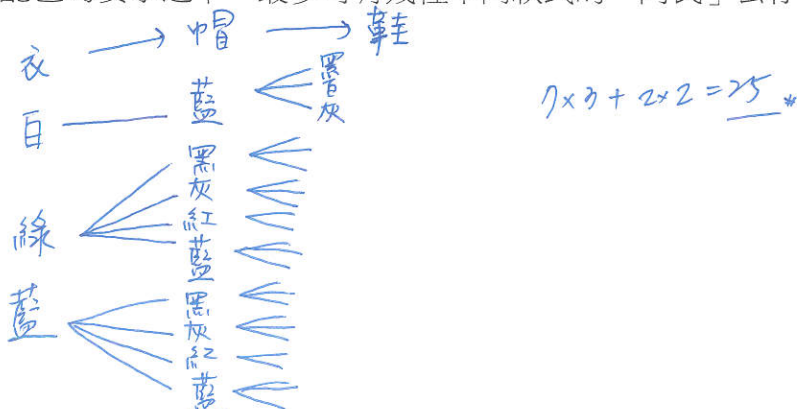 衣 → 帽 → 鞋
白 藍 黑
白
灰
7×3+2×2=25
綠 黑
灰
紅
藍
藍 黑
灰
紅
藍